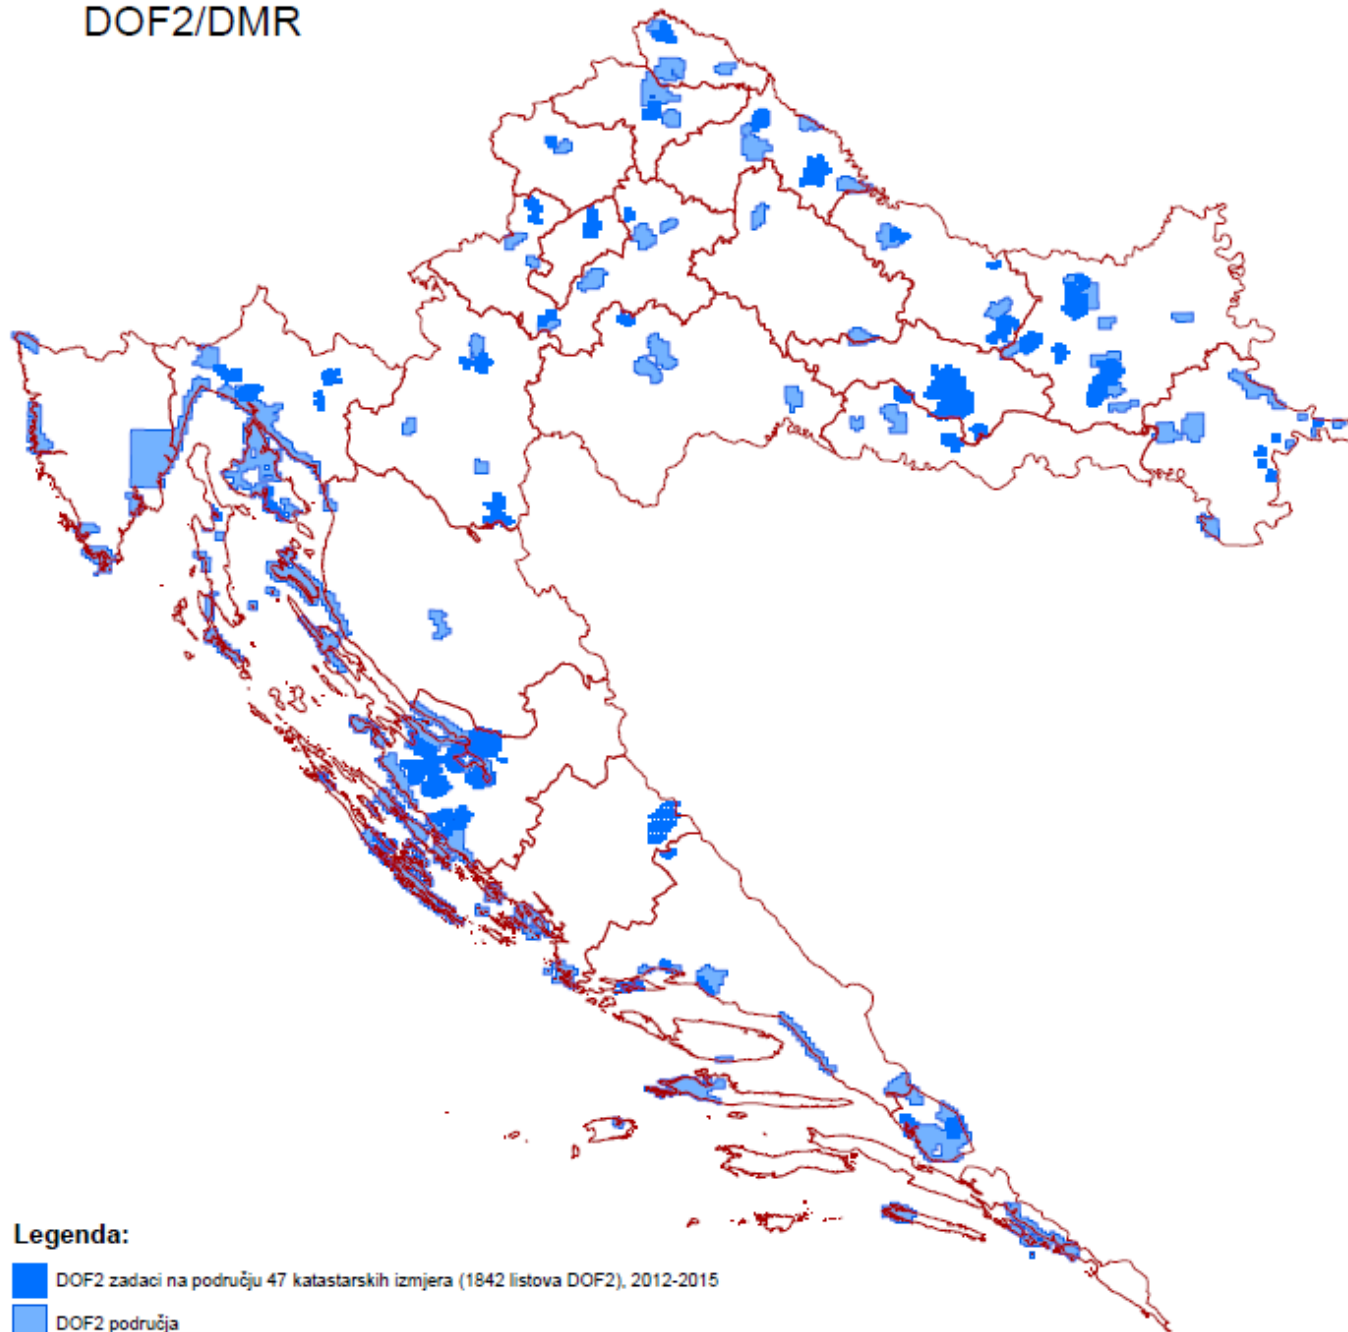 DOF2/DMR
Legenda:
DOF2 zadaci na području 47 katastarskih izmjera (1842 listova DOF2), 2012-2015
DOF2 područja